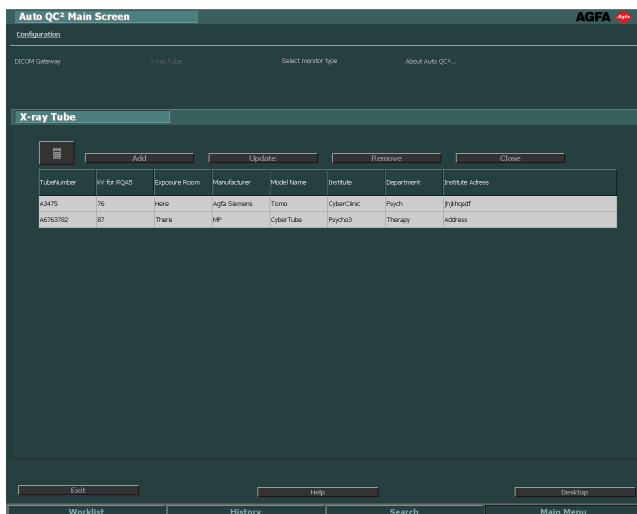 Auto QC² Main Screen
AGFA
Agfa
Configuration
DICOM Gateway X-ray Tube Select monitor type About Auto QC²...
X-ray Tube
Add Update Remove Close
TubeNumber kV for RQA5 Exposure Room Manufacturer Model Name Institute Department Institute Adress
A3475 76 Here Agfa Siemens Tomo CyberClinic Psych jhjkhqsdf
A6763782 87 There MP CyberTube Psycho3 Therapy Address
Exit Help Desktop
Worklist History Search Main Menu